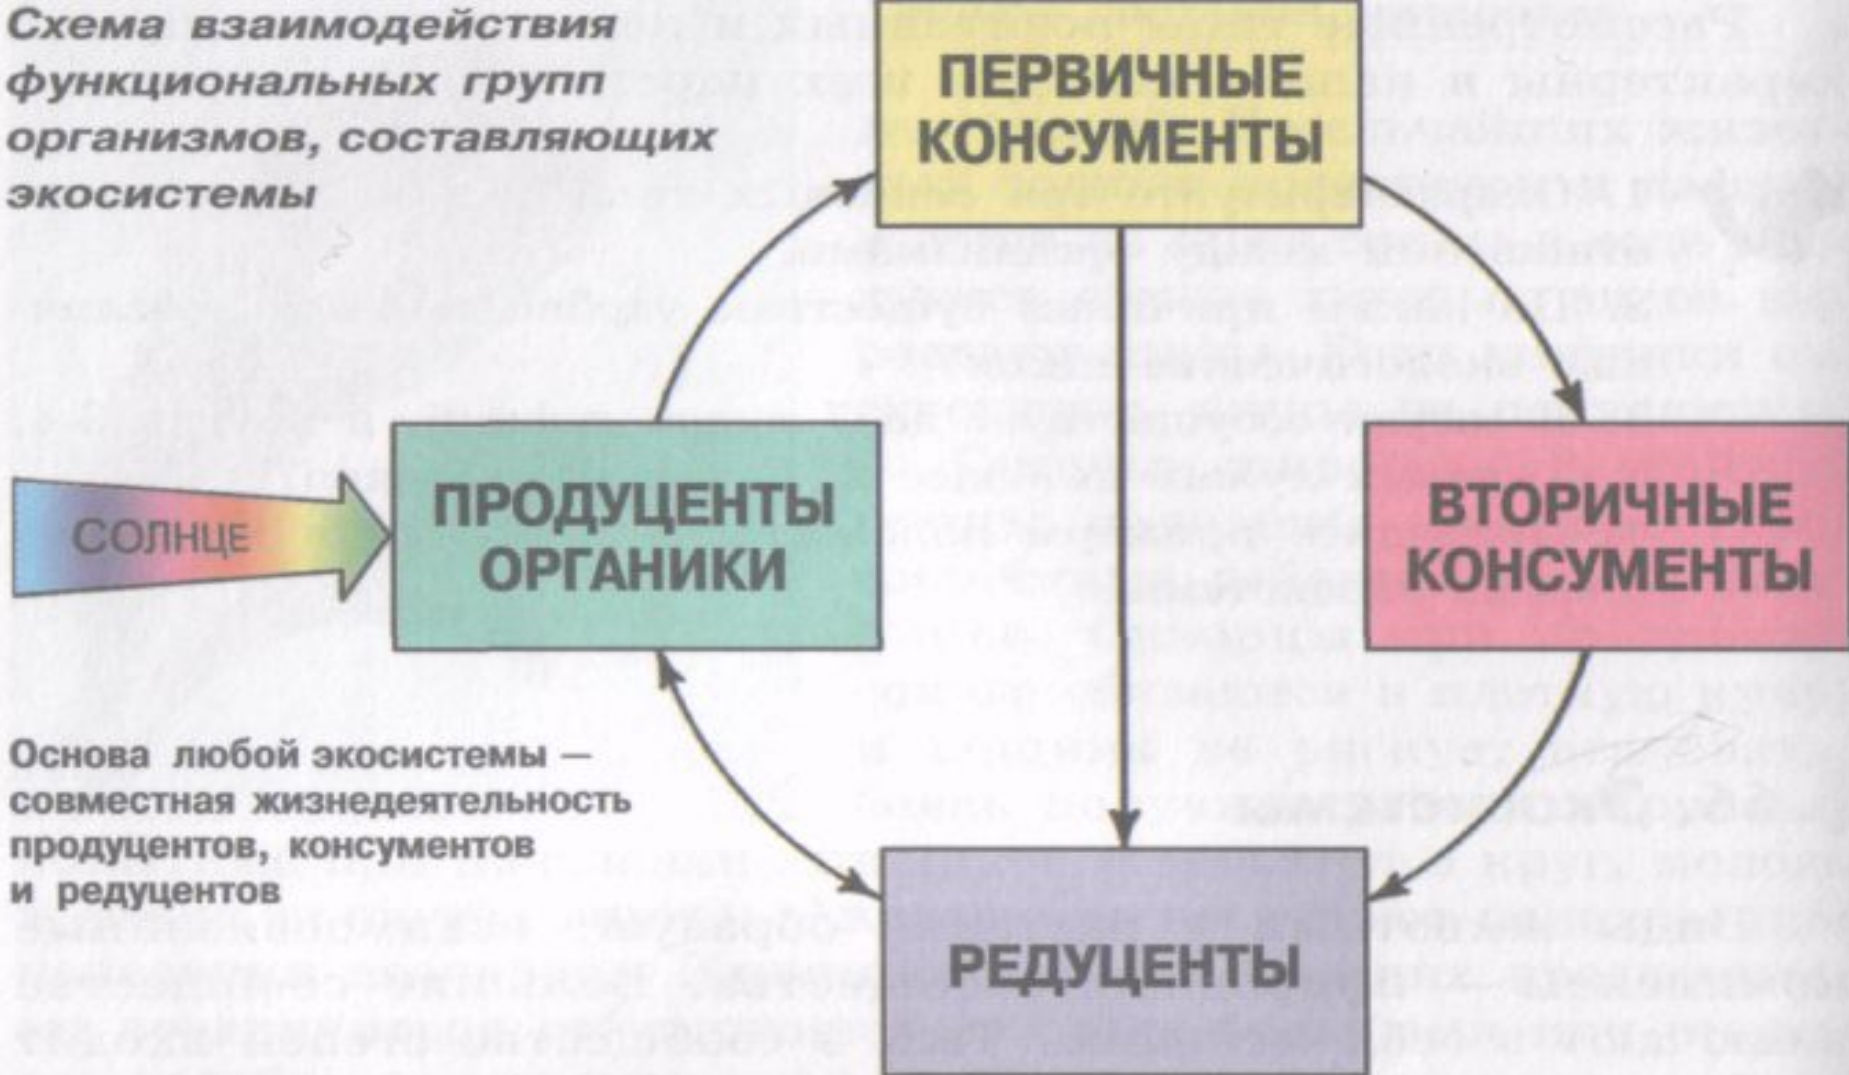 Схема взаимодействия
функциональных групп
организмов, составляющих
экосистемы
ПЕРВИЧНЫЕ
КОНСУМЕНТЫ
СОЛНЦЕ
ПРОДУЦЕНТЫ
ОРГАНИКИ
ВТОРИЧНЫЕ
КОНСУМЕНТЫ
Основа любой экосистемы —
совместная жизнедеятельность
продуцентов, консументов
и редуцентов
РЕДУЦЕНТЫ